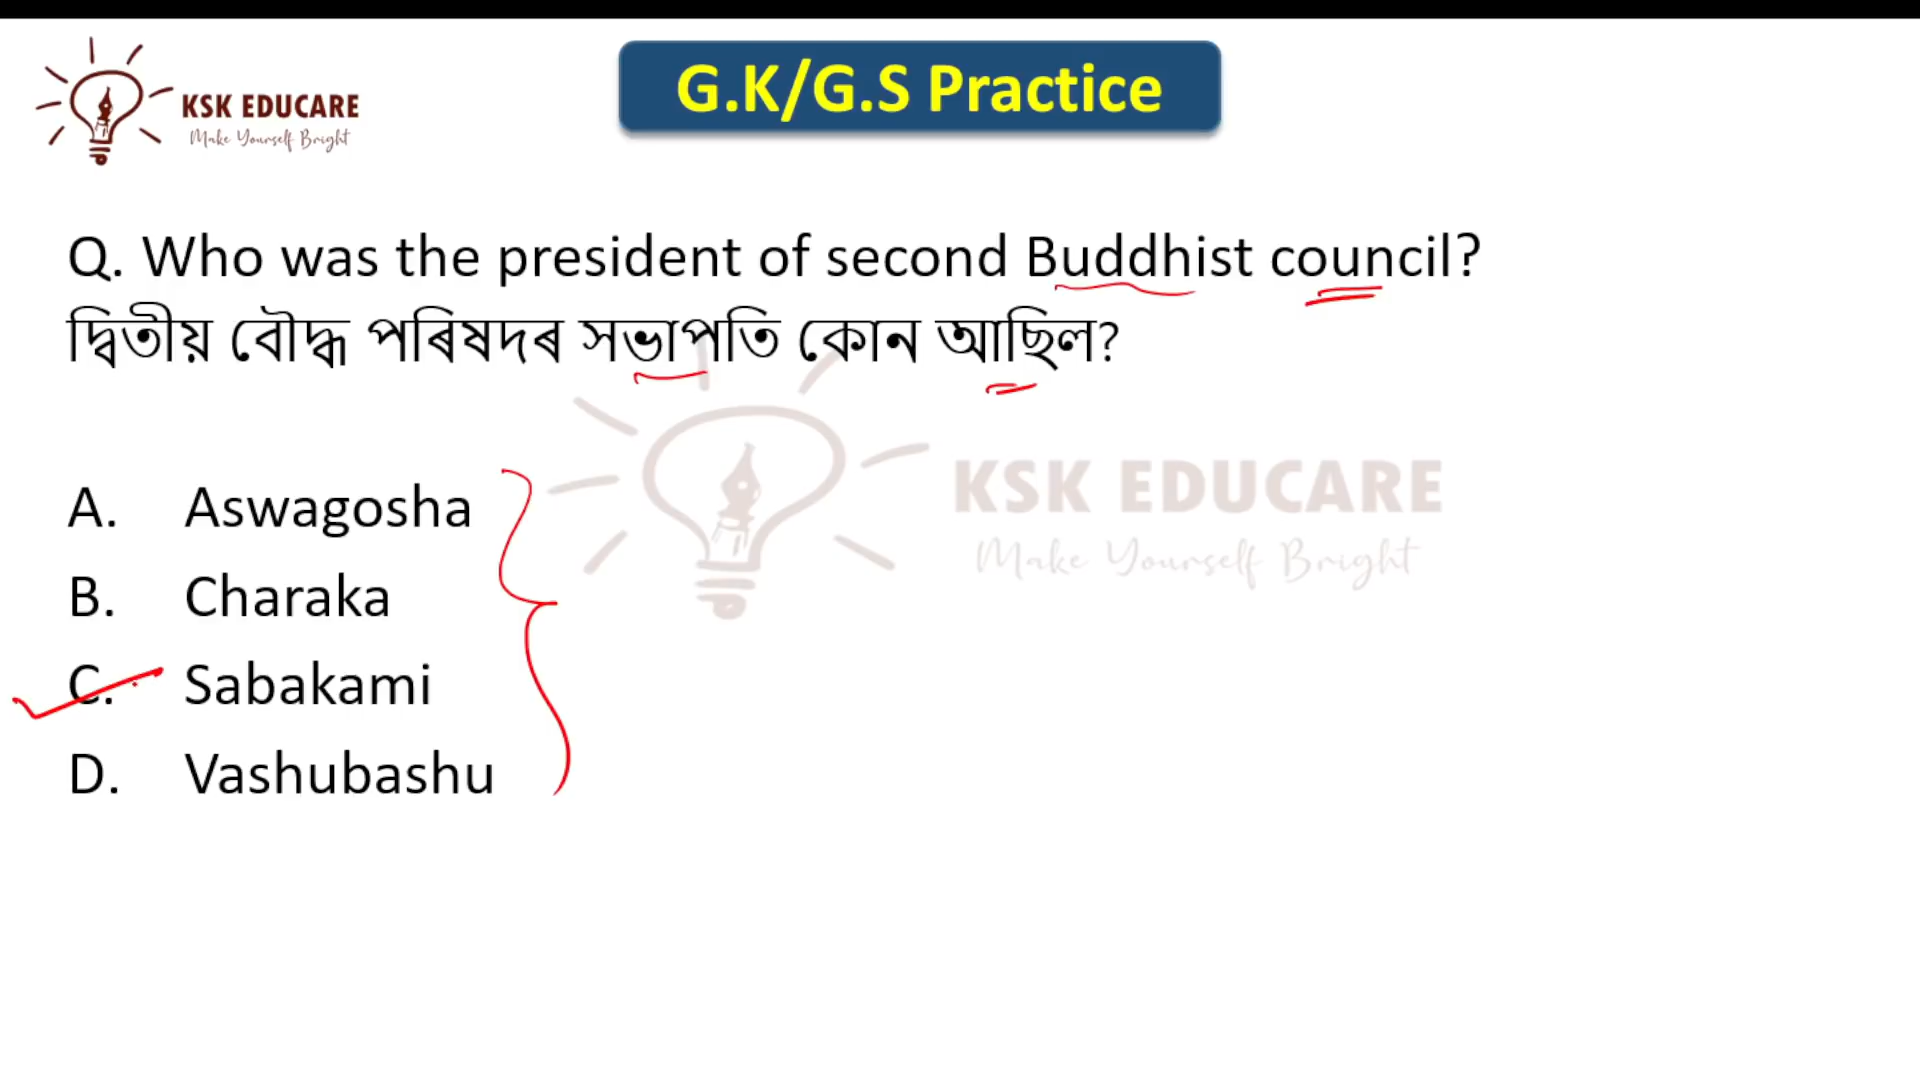 KSK EDUCARE
Make Yourself Bright
G.K/G.S Practice
Q. Who was the president of second Buddhist council?
দ্বিতীয় বৌদ্ধ পৰিষদৰ সভাপতি কোন আছিল?
KSK EDUCARE
Make Yourself Bright
A. Aswagosha
B. Charaka
C. Sabakami
D. Vashubashu